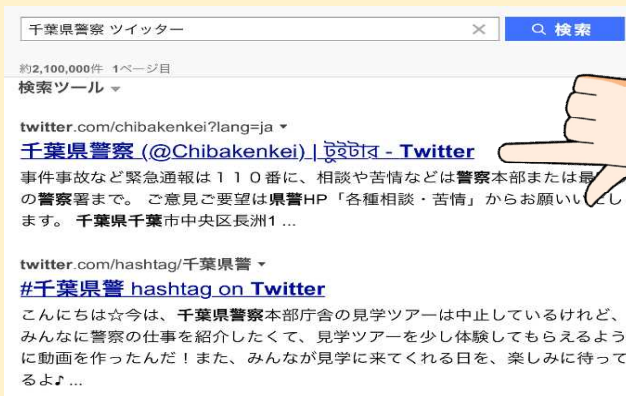 千葉県警察 ツイッター
検索
約2,100,000件 1ページ目
検索ツール
twitter.com/chibakenkei?lang=ja
千葉県警察 (@Chibakenkei) | টুইটার - Twitter
事件事故など緊急通報は１１０番に、相談や苦情などは警察本部または最
の警察署まで。 ご意見ご要望は県警HP「各種相談・苦情」からお願いいたし
ます。 千葉県千葉市中央区長洲1 ...
twitter.com/hashtag/千葉県警
#千葉県警 hashtag on Twitter
こんにちは☆今は、千葉県警察本部庁舎の見学ツアーは中止しているけれど、
みんなに警察の仕事を紹介したくて、見学ツアーを少し体験してもらえるよう
に動画を作ったんだ！また、みんなが見学に来てくれる日を、楽しみに待って
るよ♪ ...